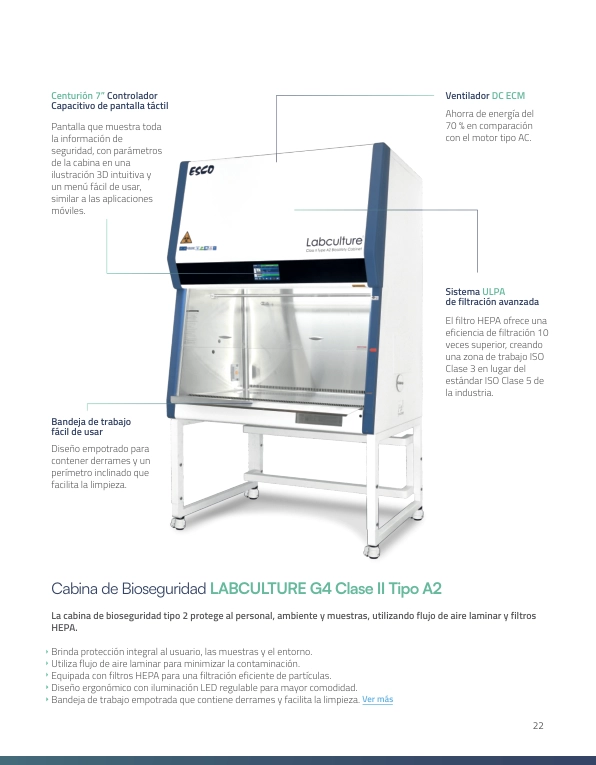 Centurión 7” Controlador
Capacitivo de pantalla táctil
Pantalla que muestra toda
la información de
seguridad, con parámetros
de la cabina en una
ilustración 3D intuitiva y
un menú fácil de usar,
similar a las aplicaciones
móviles.
Ventilador DC ECM
Ahorra de energía del
70 % en comparación
con el motor tipo AC.
ESCO
Labculture
Class II Type A2 Biosafety Cabinet
Sistema ULPA
de filtración avanzada
El filtro HEPA ofrece una
eficiencia de filtración 10
veces superior, creando
una zona de trabajo ISO
Clase 3 en lugar del
estándar ISO Clase 5 de
la industria.
Bandeja de trabajo
fácil de usar
Diseño empotrado para
contener derrames y un
perímetro inclinado que
facilita la limpieza.
Cabina de Bioseguridad LABCULTURE G4 Clase II Tipo A2
La cabina de bioseguridad tipo 2 protege al personal, ambiente y muestras, utilizando flujo de aire laminar y filtros
HEPA.
Brinda protección integral al usuario, las muestras y el entorno.
Utiliza flujo de aire laminar para minimizar la contaminación.
Equipada con filtros HEPA para una filtración eficiente de partículas.
Diseño ergonómico con iluminación LED regulable para mayor comodidad.
Bandeja de trabajo empotrada que contiene derrames y facilita la limpieza. Ver más
22